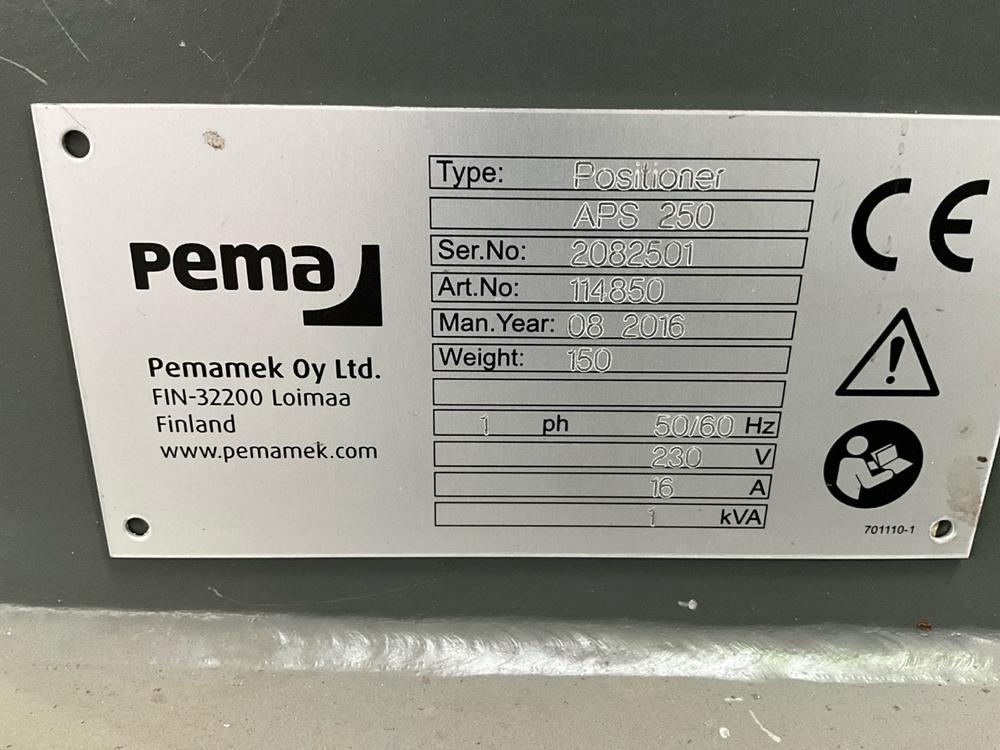 pema
Pemamek Oy Ltd.
FIN-32200 Loimaa
Finland
www.pemamek.com
Type: Positioner
APS 250
Ser.No: 2082501
Art.No: 114850
Man.Year: 08 2016
Weight: 150
1 ph 50/60 Hz
230 V
16 A
1 kVA
CE
701110-1